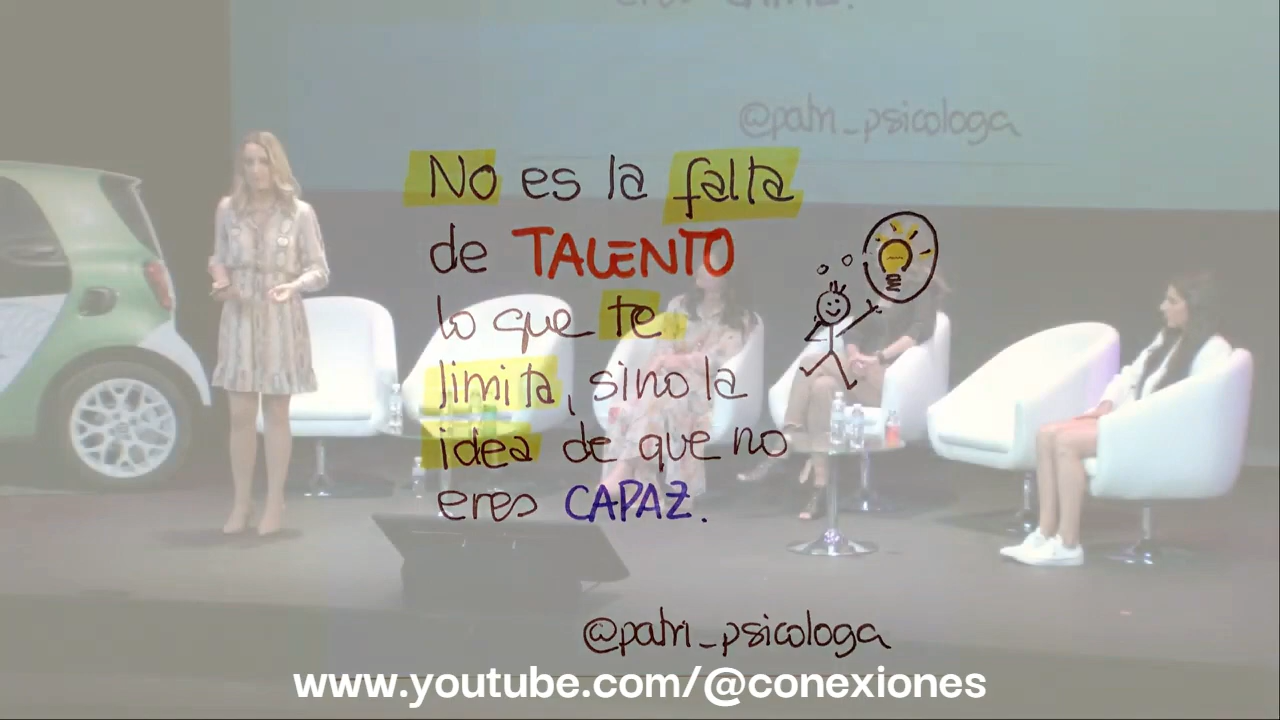 @patri_psicologa
No es la falta
de TALENTO
lo que te
limita, sino la
idea de que no
eres CAPAZ.
@patri_psicologa
www.youtube.com/@conexiones